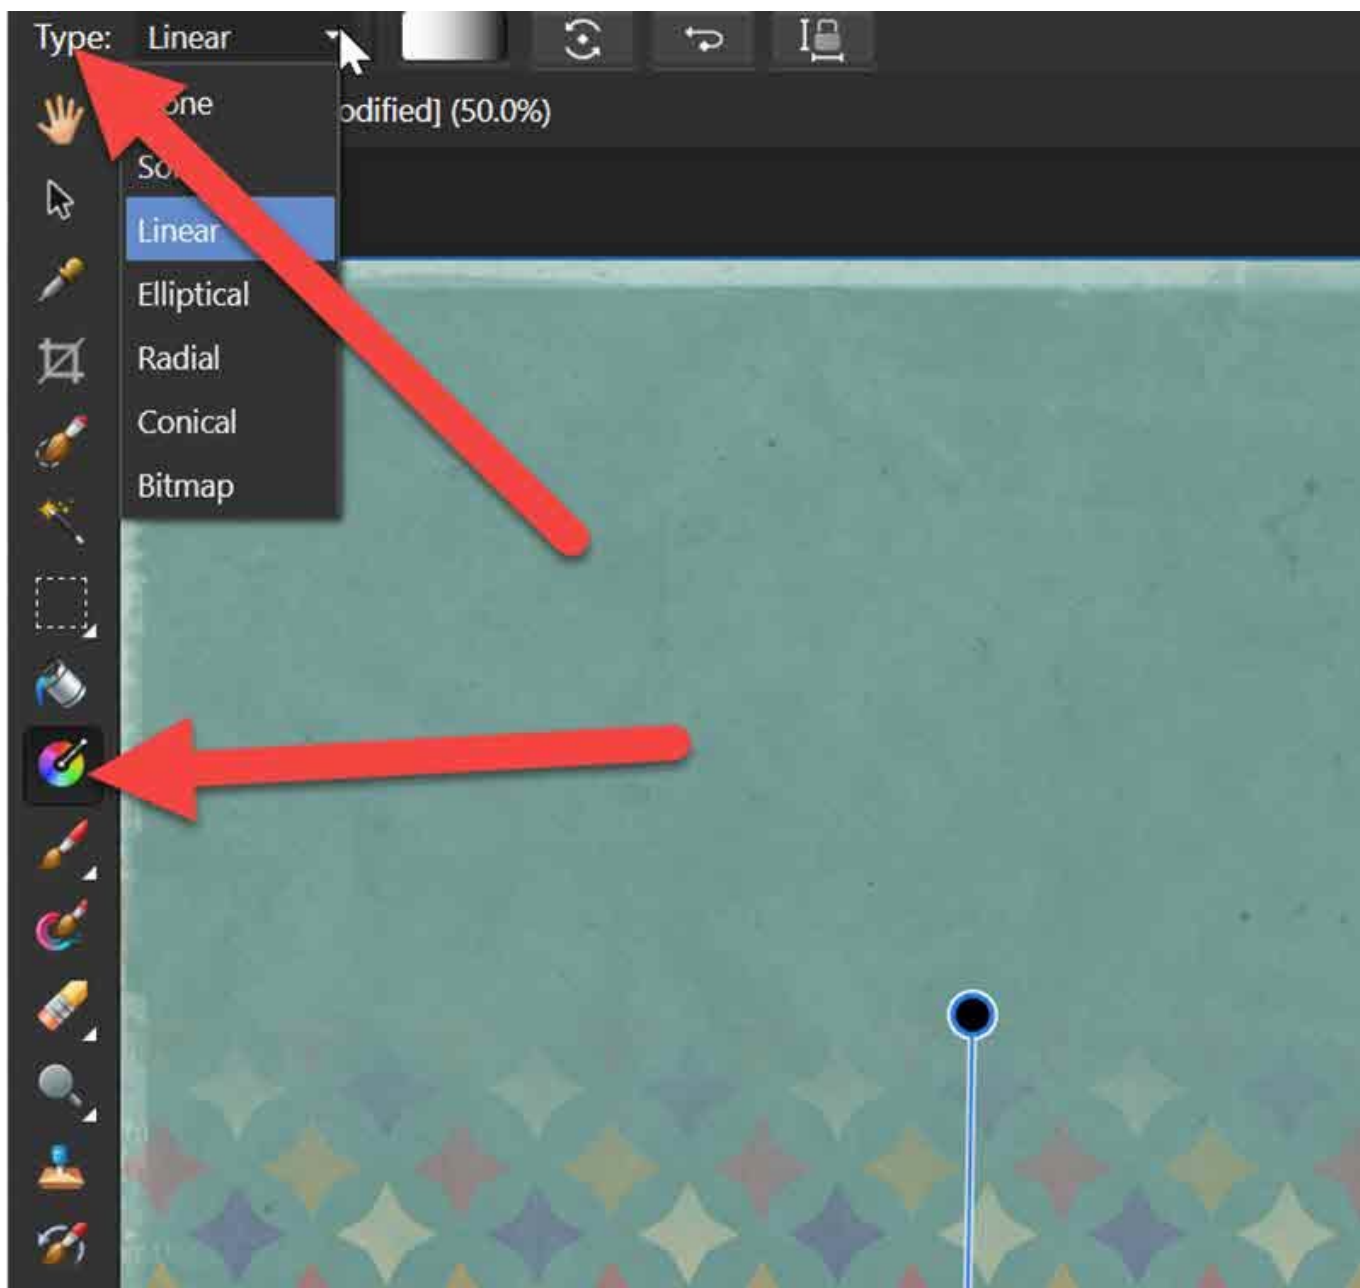 Type: Linear
odified] (50.0%)
Linear
Elliptical
Radial
Conical
Bitmap